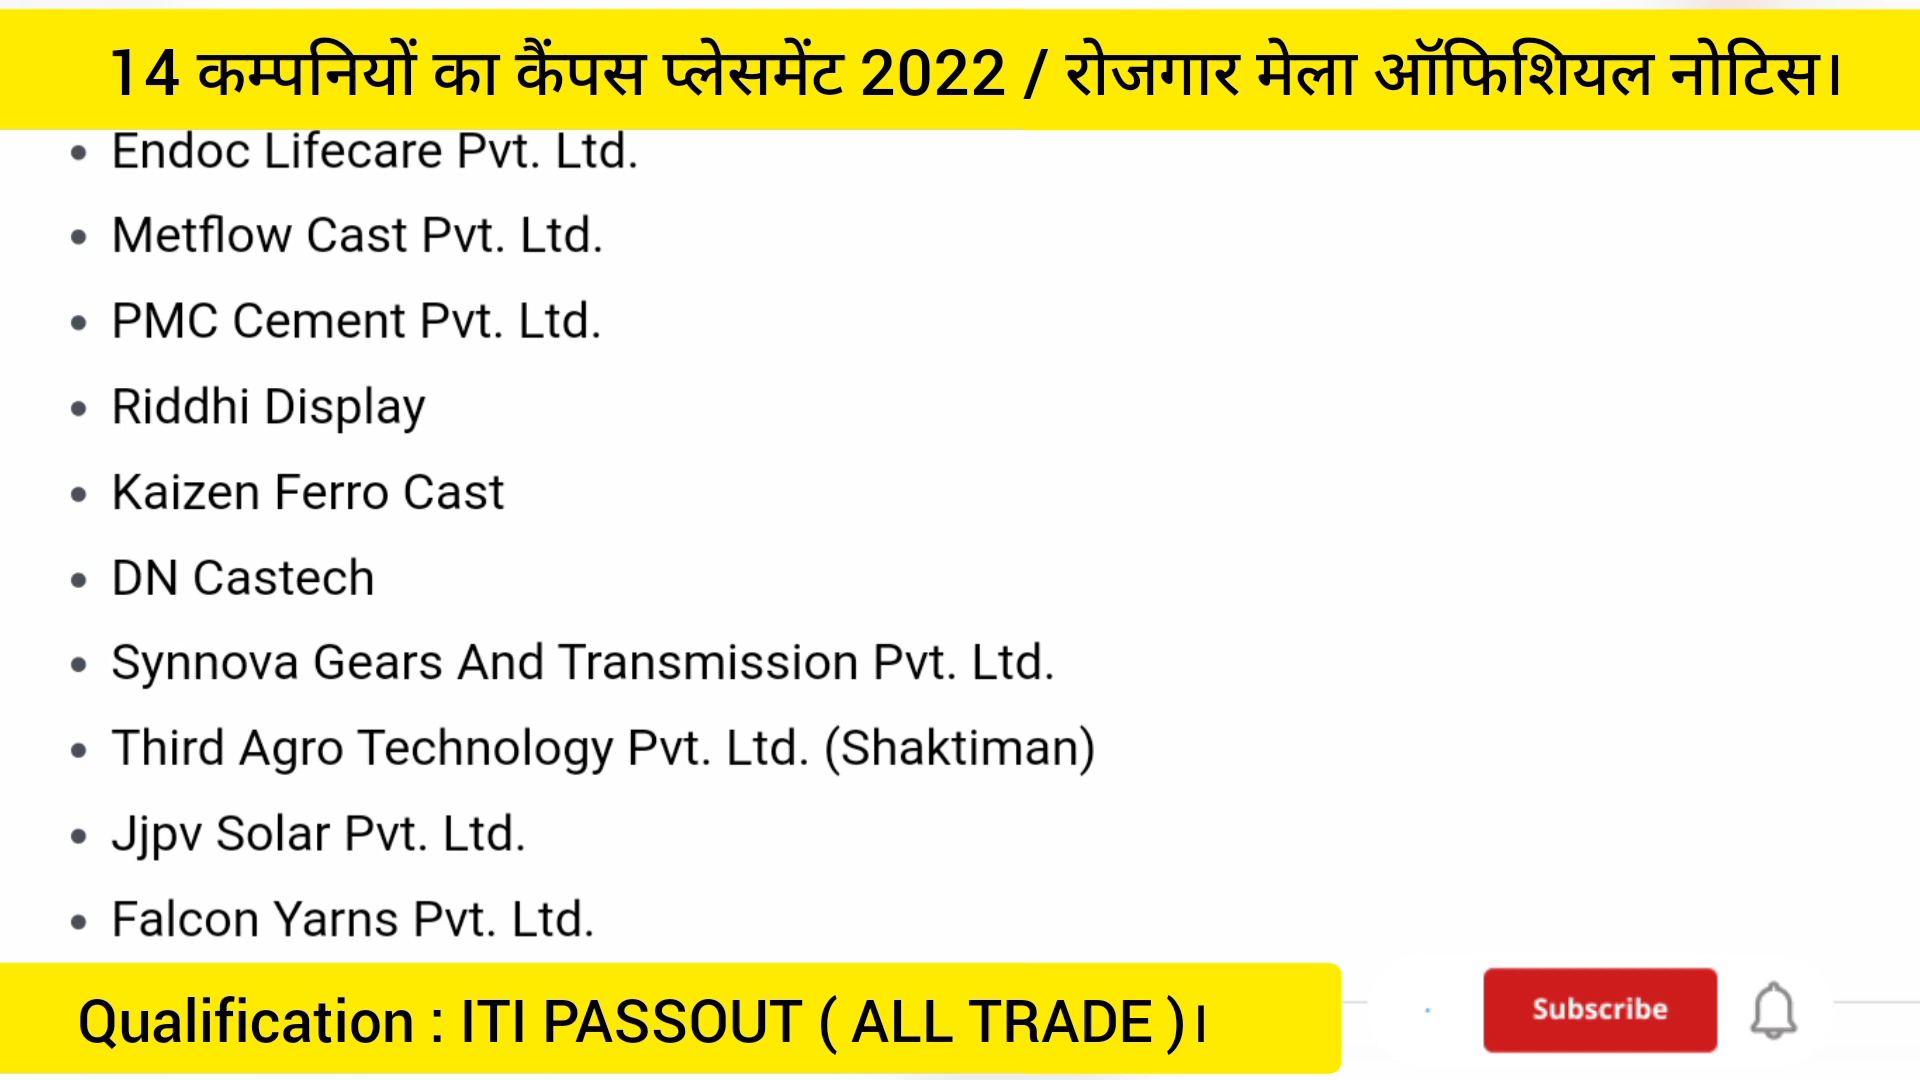 14 कम्पनियों का कैंपस प्लेसमेंट 2022 / रोजगार मेला ऑफिशियल नोटिस।
• Endoc Lifecare Pvt. Ltd.
• Metflow Cast Pvt. Ltd.
• PMC Cement Pvt. Ltd.
• Riddhi Display
• Kaizen Ferro Cast
• DN Castech
• Synnova Gears And Transmission Pvt. Ltd.
• Third Agro Technology Pvt. Ltd. (Shaktiman)
• Jjpv Solar Pvt. Ltd.
• Falcon Yarns Pvt. Ltd.
Qualification : ITI PASSOUT ( ALL TRADE )।
Subscribe